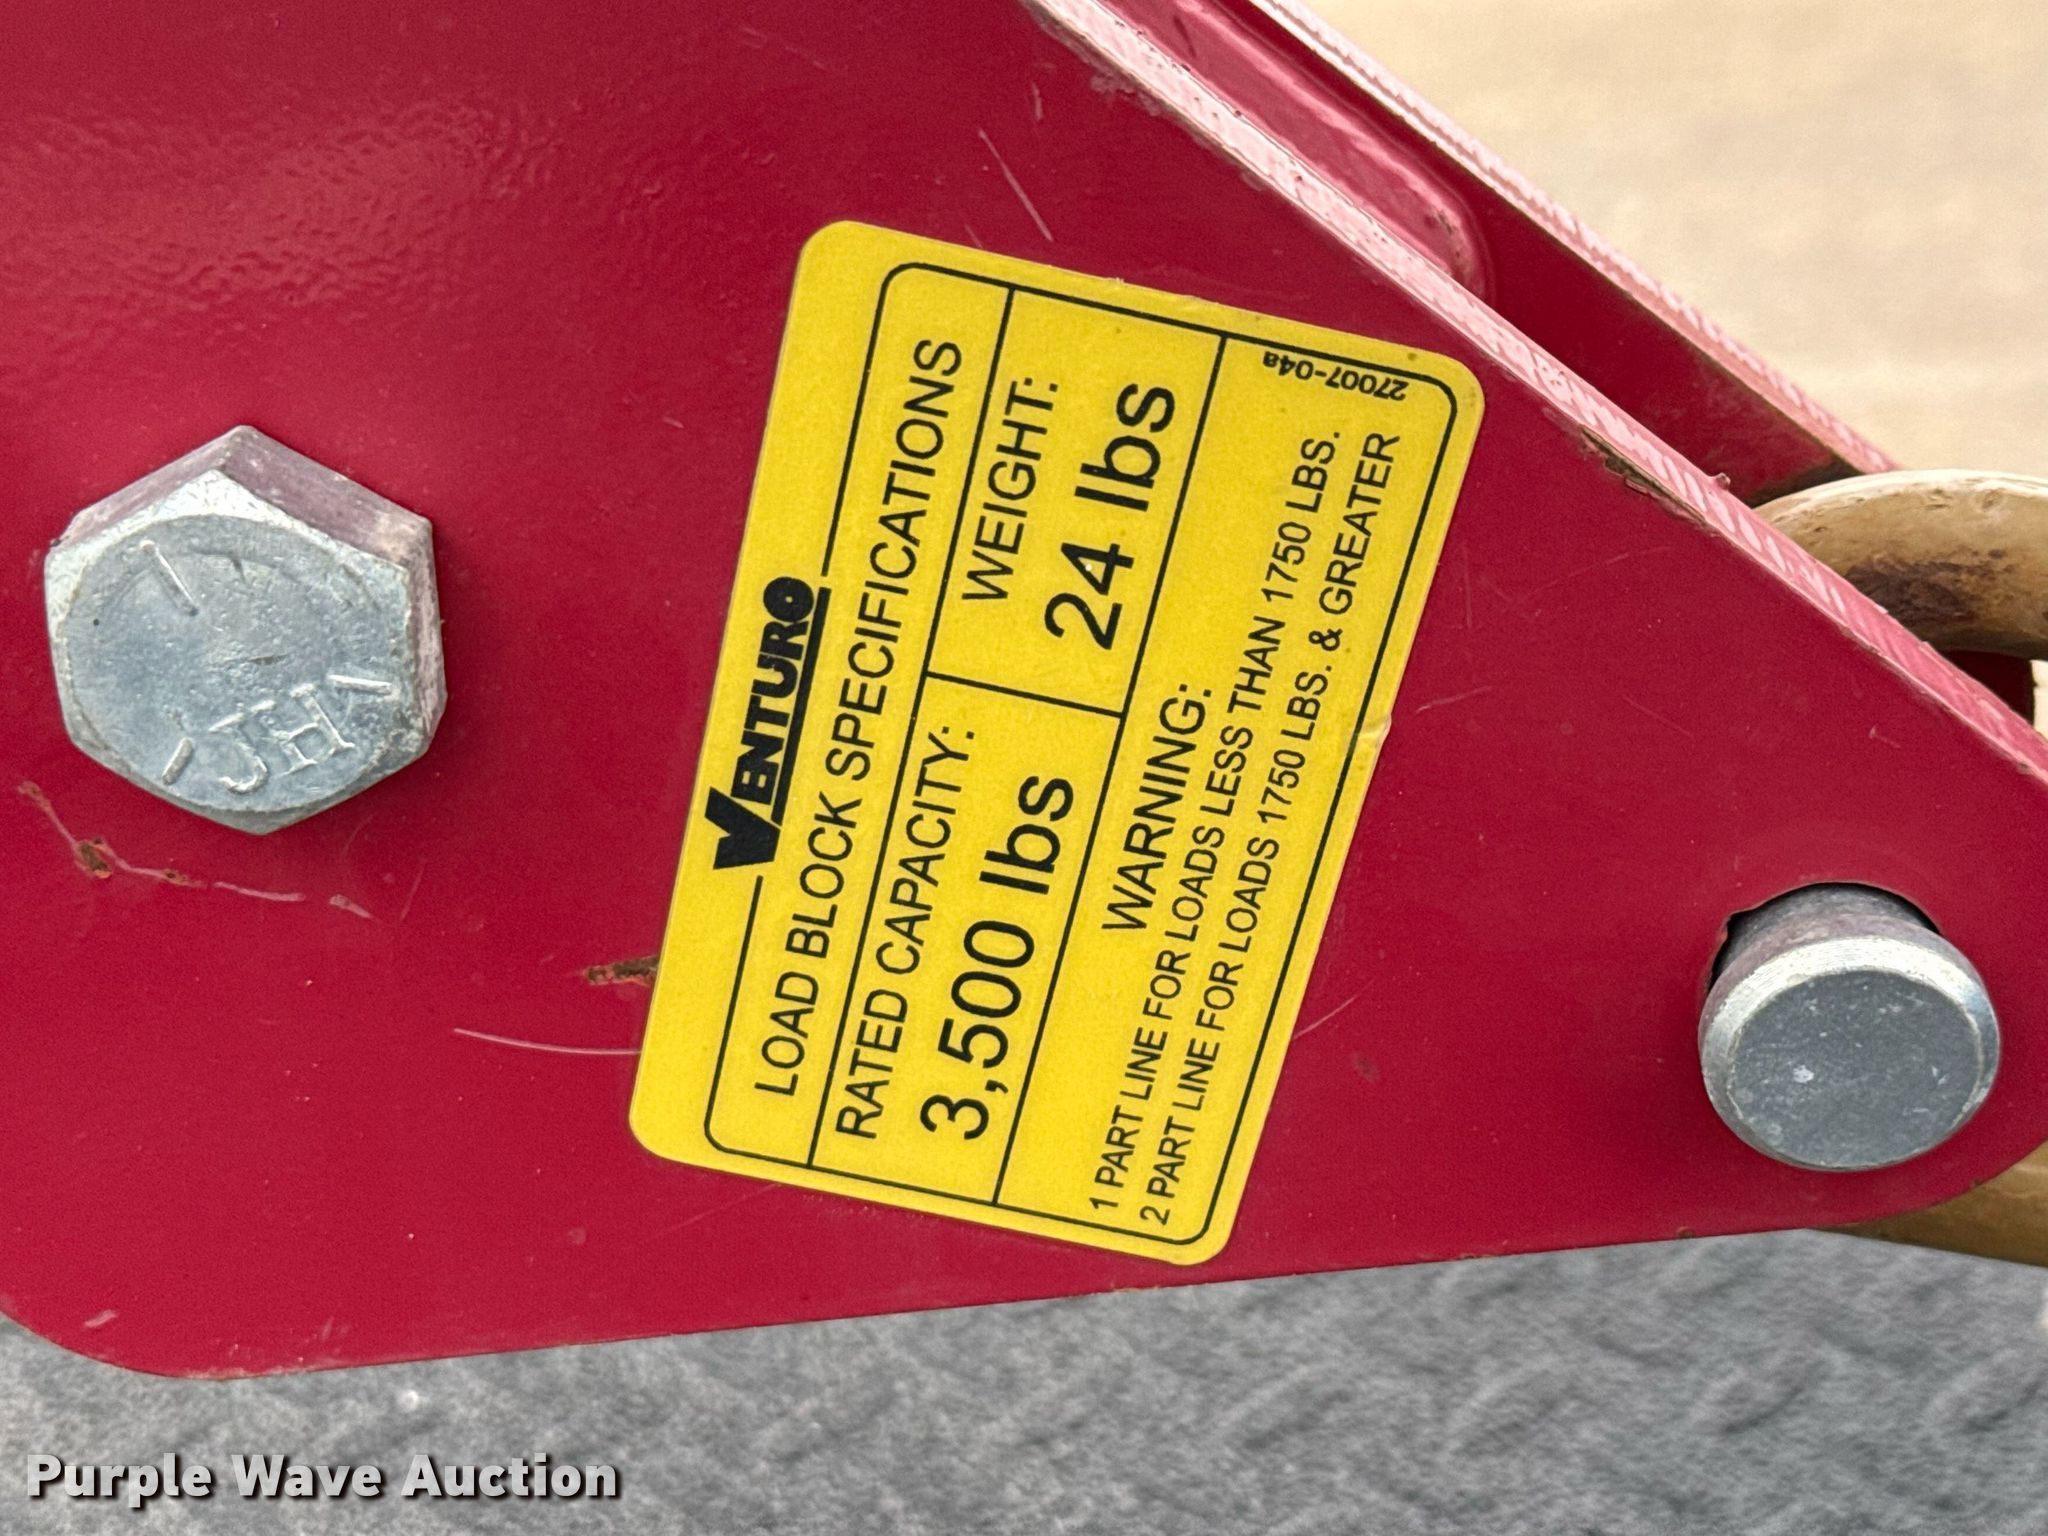 VENTURO
LOAD BLOCK SPECIFICATIONS
RATED CAPACITY:
3,500 lbs
WEIGHT:
24 lbs
WARNING:
1 PART LINE FOR LOADS LESS THAN 1750 LBS.
2 PART LINE FOR LOADS 1750 LBS. & GREATER
27007-04a
JH
Purple Wave Auction